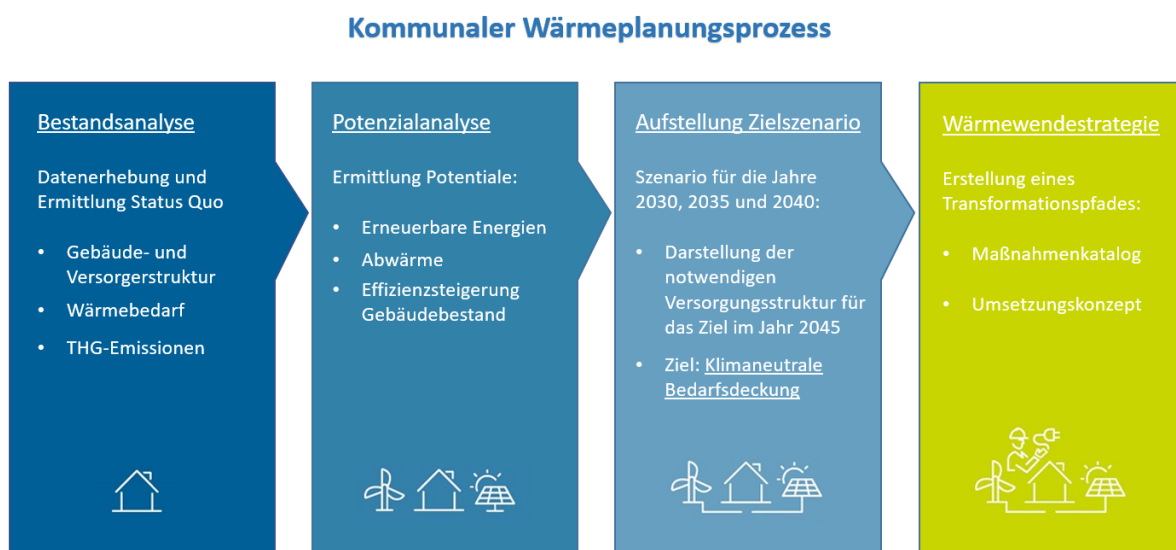 Kommunaler Wärmeplanungsprozess
Bestandsanalyse
Datenerhebung und
Ermittlung Status Quo
• Gebäude- und
Versorgerstruktur
• Wärmebedarf
• THG-Emissionen
Potenzialanalyse
Ermittlung Potentiale:
• Erneuerbare Energien
• Abwärme
• Effizienzsteigerung
Gebäudebestand
Aufstellung Zielszenario
Szenario für die Jahre
2030, 2035 und 2040:
• Darstellung der
notwendigen
Versorgungsstruktur für
das Ziel im Jahr 2045
• Ziel: Klimaneutrale
Bedarfsdeckung
Wärmewendestrategie
Erstellung eines
Transformationspfades:
• Maßnahmenkatalog
• Umsetzungskonzept